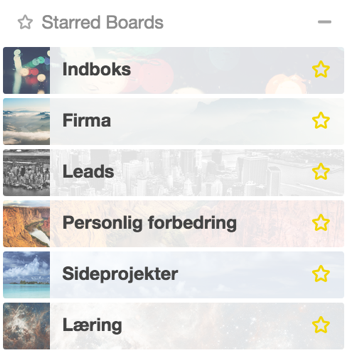 Starred Boards
Indboks
Firma
Leads
Personlig forbedring
Sideprojekter
Læring